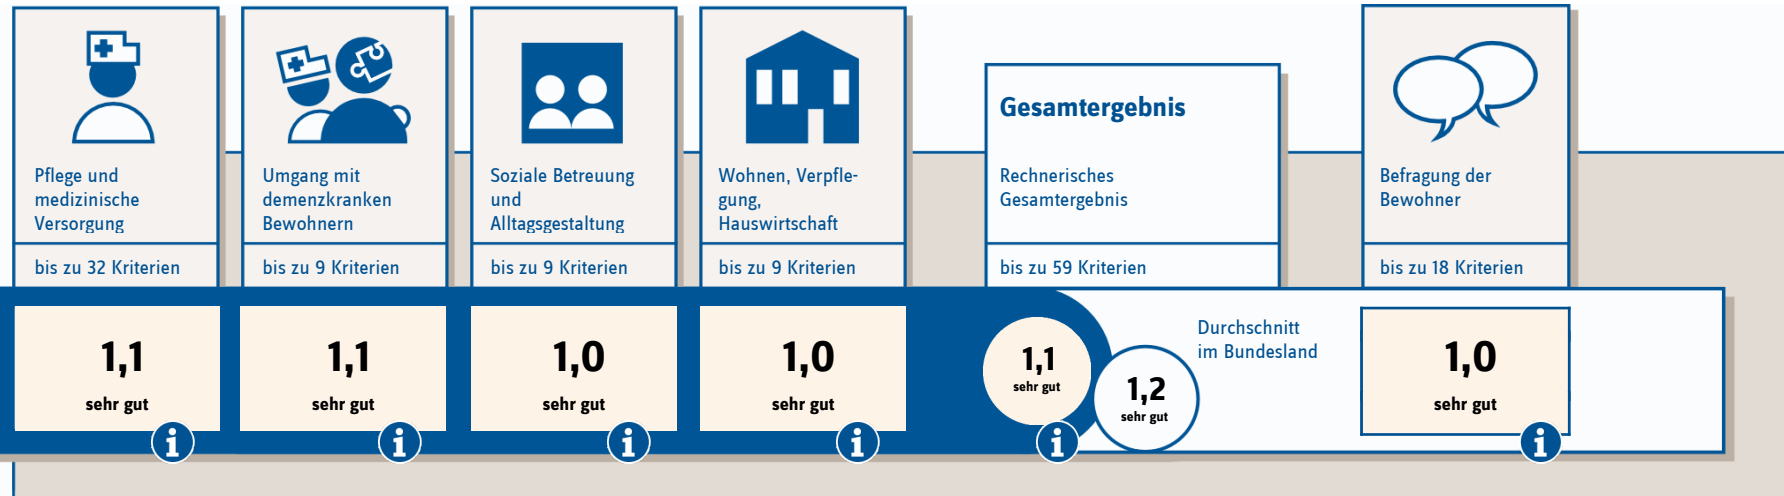 Pflege und
medizinische
Versorgung
bis zu 32 Kriterien
1,1
sehr gut
i
Umgang mit
demenzkranken
Bewohnern
bis zu 9 Kriterien
1,1
sehr gut
i
Soziale Betreuung
und
Alltagsgestaltung
bis zu 9 Kriterien
1,0
sehr gut
i
Wohnen, Verpfle-
gung,
Hauswirtschaft
bis zu 9 Kriterien
1,0
sehr gut
i
Gesamtergebnis
Rechnerisches
Gesamtergebnis
bis zu 59 Kriterien
1,1
sehr gut
i
1,2
sehr gut
Durchschnitt
im Bundesland
Befragung der
Bewohner
bis zu 18 Kriterien
1,0
sehr gut
i